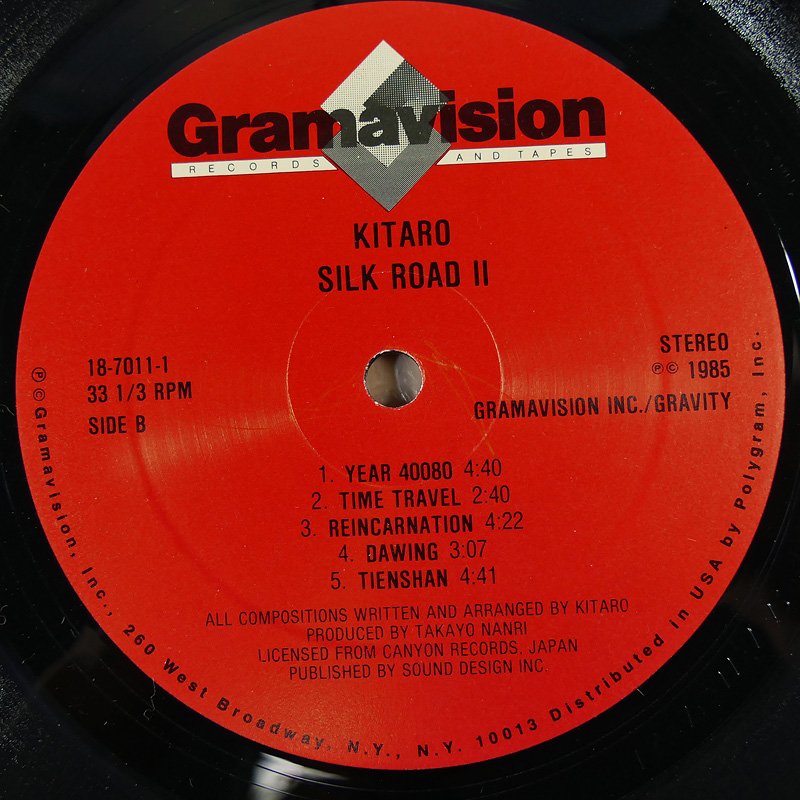 Gramavision
RECORDS AND TAPES
KITARO
SILK ROAD II
18-7011-1
33 1/3 RPM
SIDE B
STEREO
℗© 1985
GRAMAVISION INC./GRAVITY
1. YEAR 40080 4:40
2. TIME TRAVEL 2:40
3. REINCARNATION 4:22
4. DAWING 3:07
5. TIENSHAN 4:41
ALL COMPOSITIONS WRITTEN AND ARRANGED BY KITARO
PRODUCED BY TAKAYO NANRI
LICENSED FROM CANYON RECORDS, JAPAN
PUBLISHED BY SOUND DESIGN INC.
℗©Gramavision, Inc., 260 West Broadway, N.Y., N.Y. 10013 Distributed in USA by Polygram, Inc.